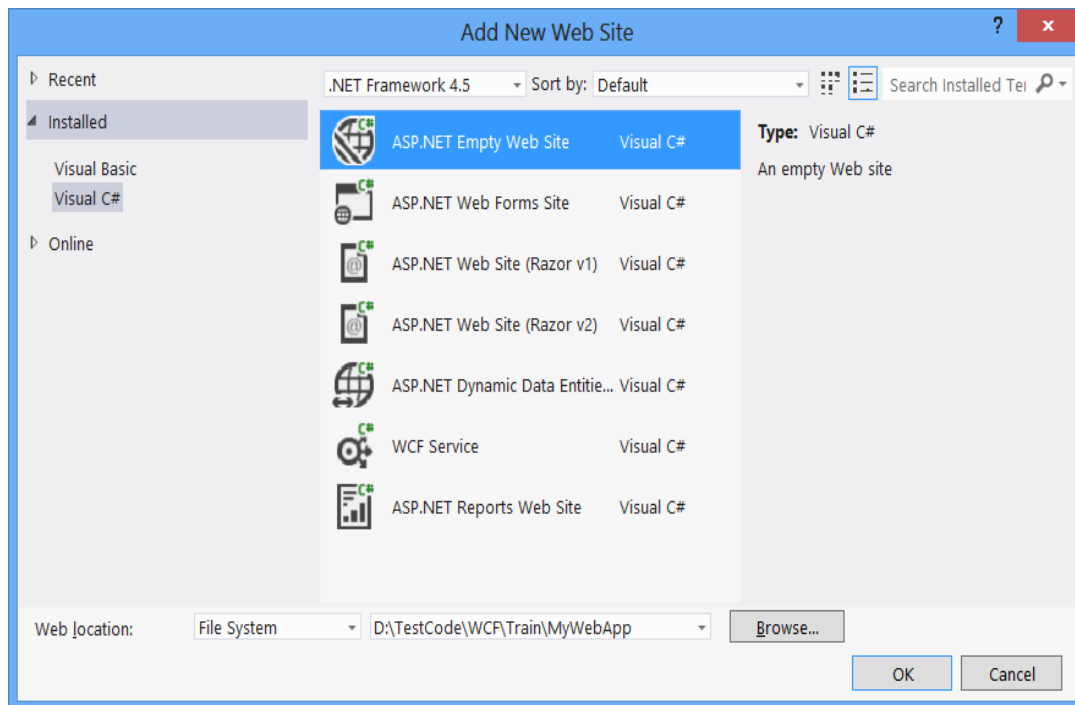 Add New Web Site
?
x
Recent
Installed
Visual Basic
Visual C#
Online
.NET Framework 4.5
Sort by: Default
Search Installed Te
C# ASP.NET Empty Web Site Visual C#
C# ASP.NET Web Forms Site Visual C#
C# @ ASP.NET Web Site (Razor v1) Visual C#
C# @ ASP.NET Web Site (Razor v2) Visual C#
C# ASP.NET Dynamic Data Entitie... Visual C#
C# WCF Service Visual C#
C# ASP.NET Reports Web Site Visual C#
Type: Visual C#
An empty Web site
Web location: File System D:\TestCode\WCF\Train\MyWebApp Browse...
OK Cancel